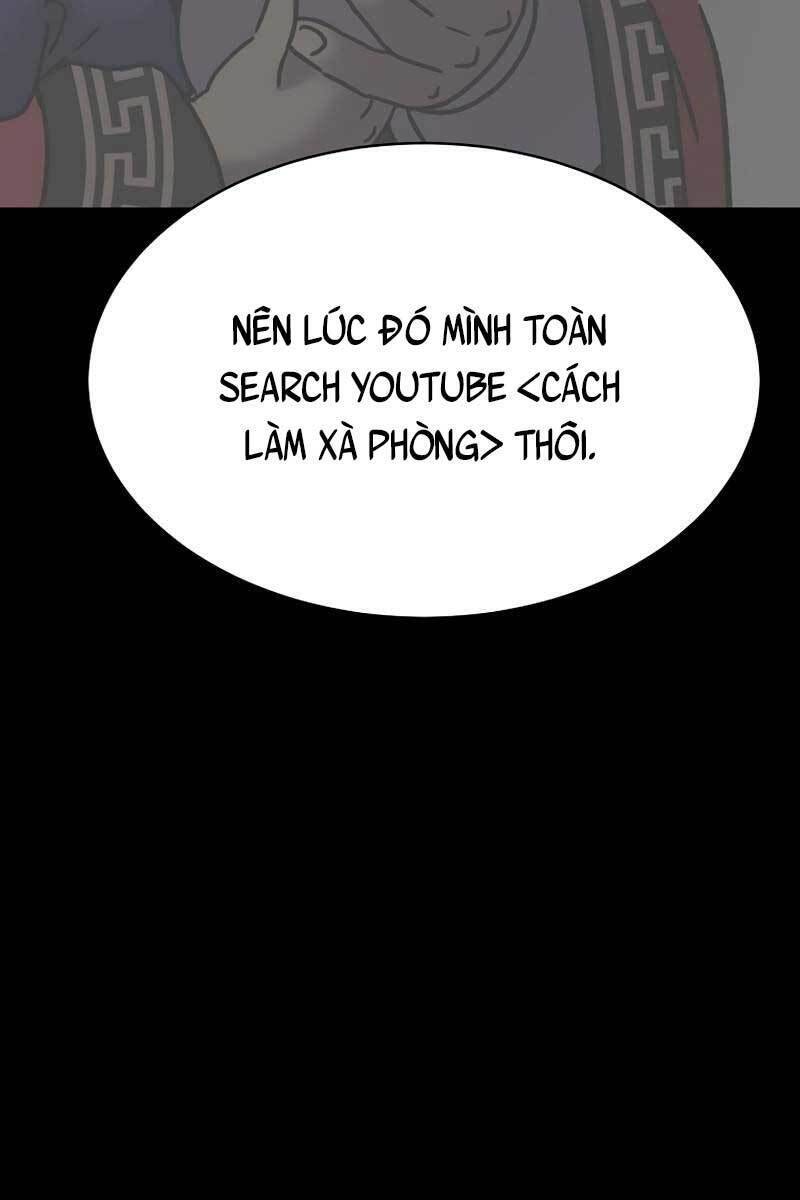 NÊN LÚC ĐÓ MÌNH TOÀN
SEARCH YOUTUBE <CÁCH
LÀM XÀ PHÒNG> THÔI.